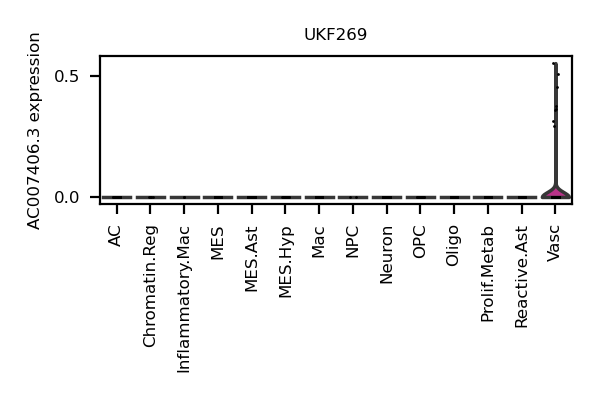 UKF269
AC007406.3 expression
0.5
0.0
AC
Chromatin.Reg
Inflammatory.Mac
MES
MES.Ast
MES.Hyp
Mac
NPC
Neuron
OPC
Oligo
Prolif.Metab
Reactive.Ast
Vasc